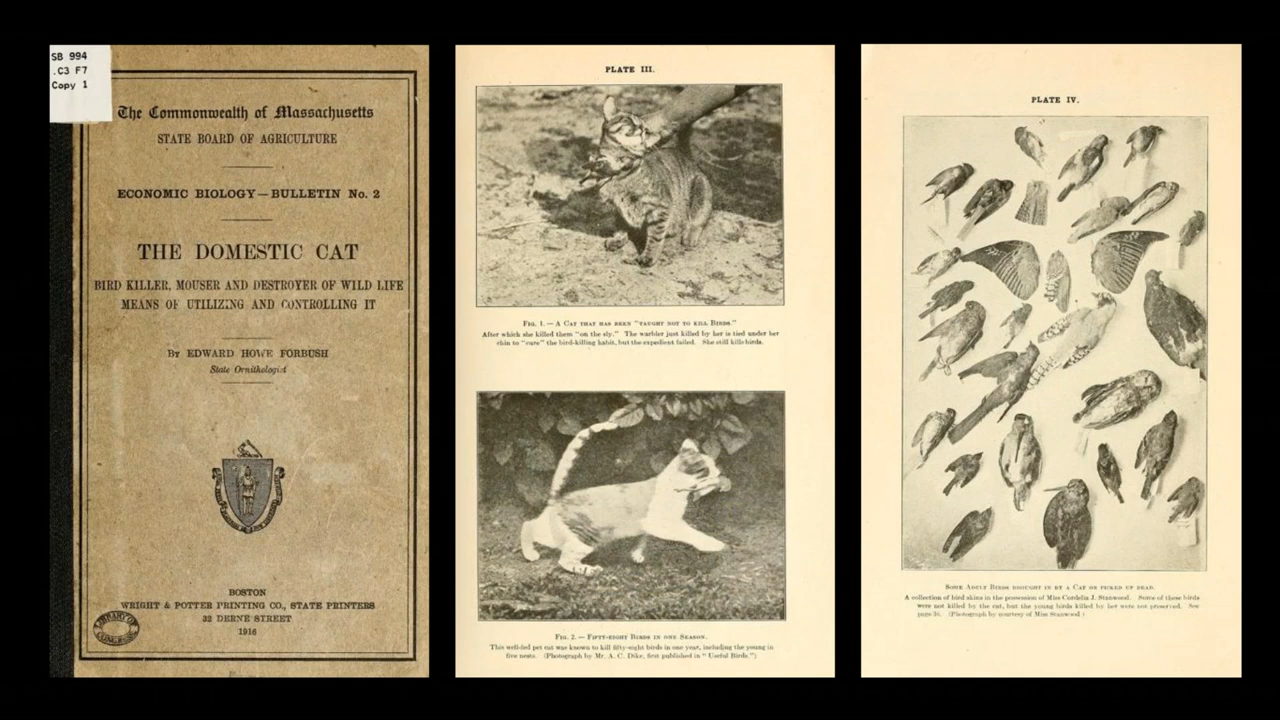 SB 994
.C3 F7
Copy 1
The Commonwealth of Massachusetts
STATE BOARD OF AGRICULTURE
ECONOMIC BIOLOGY—BULLETIN No. 2
THE DOMESTIC CAT
BIRD KILLER, MOUSER AND DESTROYER OF WILD LIFE
MEANS OF UTILIZING AND CONTROLLING IT
By EDWARD HOWE FORBUSH
State Ornithologist
BOSTON
WRIGHT & POTTER PRINTING CO., STATE PRINTERS
32 DERNE STREET
1916
LIBRARY OF
CONGRESS
PLATE III.
FIG. 1.—A CAT THAT HAS BEEN "TAUGHT NOT TO KILL BIRDS."
After which she killed them "on the sly." The warbler just killed by her is tied under her
chin to "cure" the bird-killing habit, but the expedient failed. She still kills birds.
FIG. 2.—FIFTY-EIGHT BIRDS IN ONE SEASON.
This well-fed pet cat was known to kill fifty-eight birds in one year, including the young in
five nests. (Photograph by Mr. A. C. Dike, first published in "Useful Birds.")
PLATE IV.
SOME ADULT BIRDS BROUGHT IN BY A CAT OR PICKED UP DEAD.
A collection of bird skins in the possession of Miss Cordelia J. Stanwood. Some of these birds
were not killed by the cat, but the young birds killed by her were not preserved. See
page 36. (Photograph by courtesy of Miss Stanwood.)